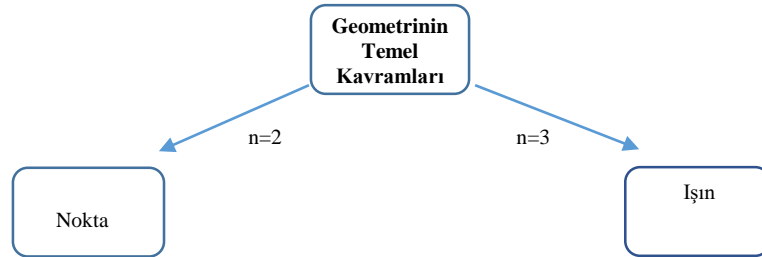 Geometrinin
Temel
Kavramları
n=2
n=3
Nokta
Işın